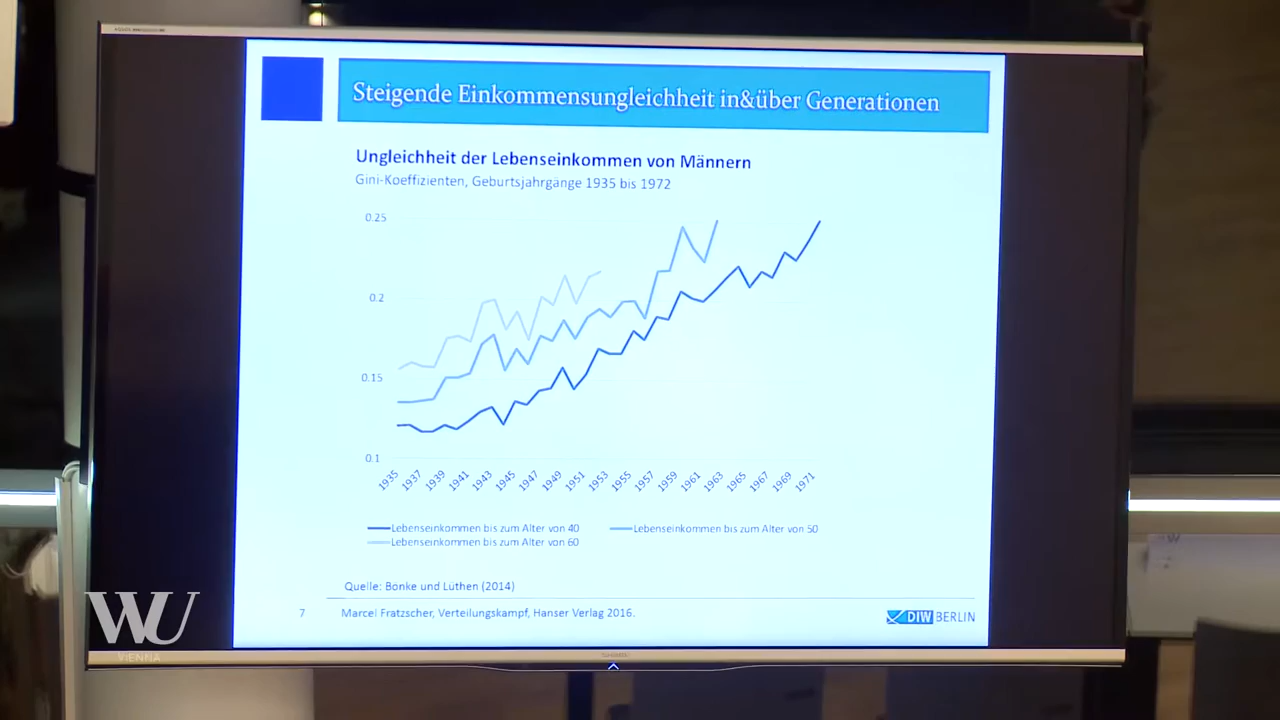 Steigende Einkommensungleichheit in&über Generationen
Ungleichheit der Lebenseinkommen von Männern
Gini-Koeffizienten, Geburtsjahrgänge 1935 bis 1972
0.25
0.2
0.15
0.1
1935 1937 1939 1941 1943 1945 1947 1949 1951 1953 1955 1957 1959 1961 1963 1965 1967 1969 1971
Lebenseinkommen bis zum Alter von 40
Lebenseinkommen bis zum Alter von 50
Lebenseinkommen bis zum Alter von 60
Quelle: Bönke und Lüthen (2014)
7
Marcel Fratzscher, Verteilungskampf, Hanser Verlag 2016.
DIW BERLIN
WU
VIENNA